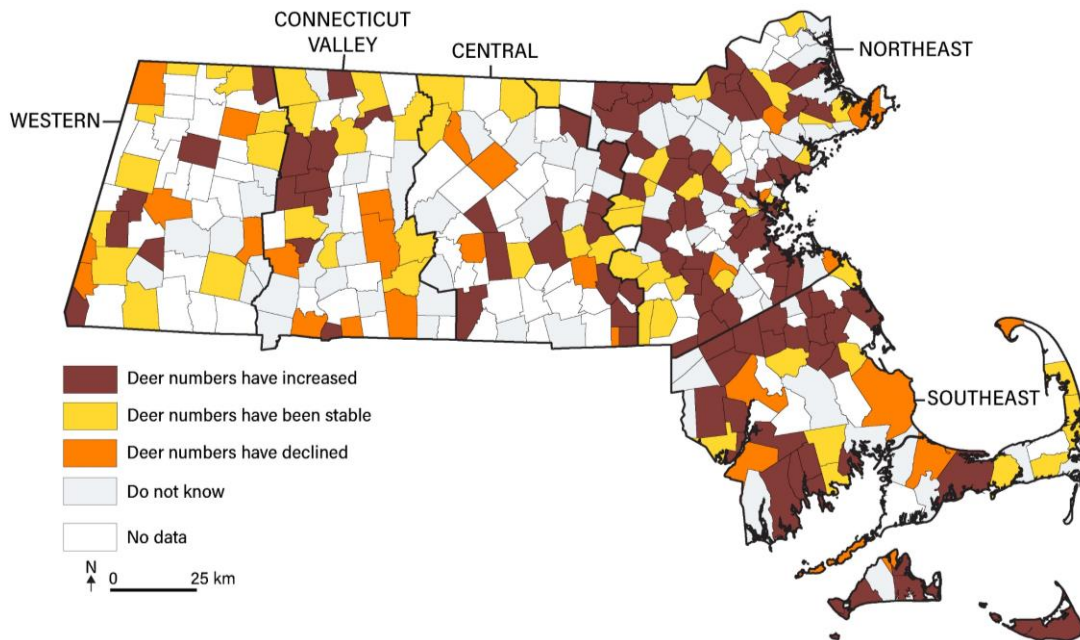 CONNECTICUT
VALLEY
CENTRAL
NORTHEAST
WESTERN
SOUTHEAST
Deer numbers have increased
Deer numbers have been stable
Deer numbers have declined
Do not know
No data
N
0 25 km